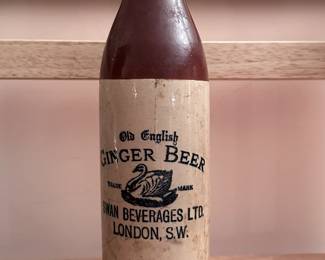 Old English
GINGER BEER
TRADE MARK
SWAN BEVERAGES LTD.
LONDON, S.W.